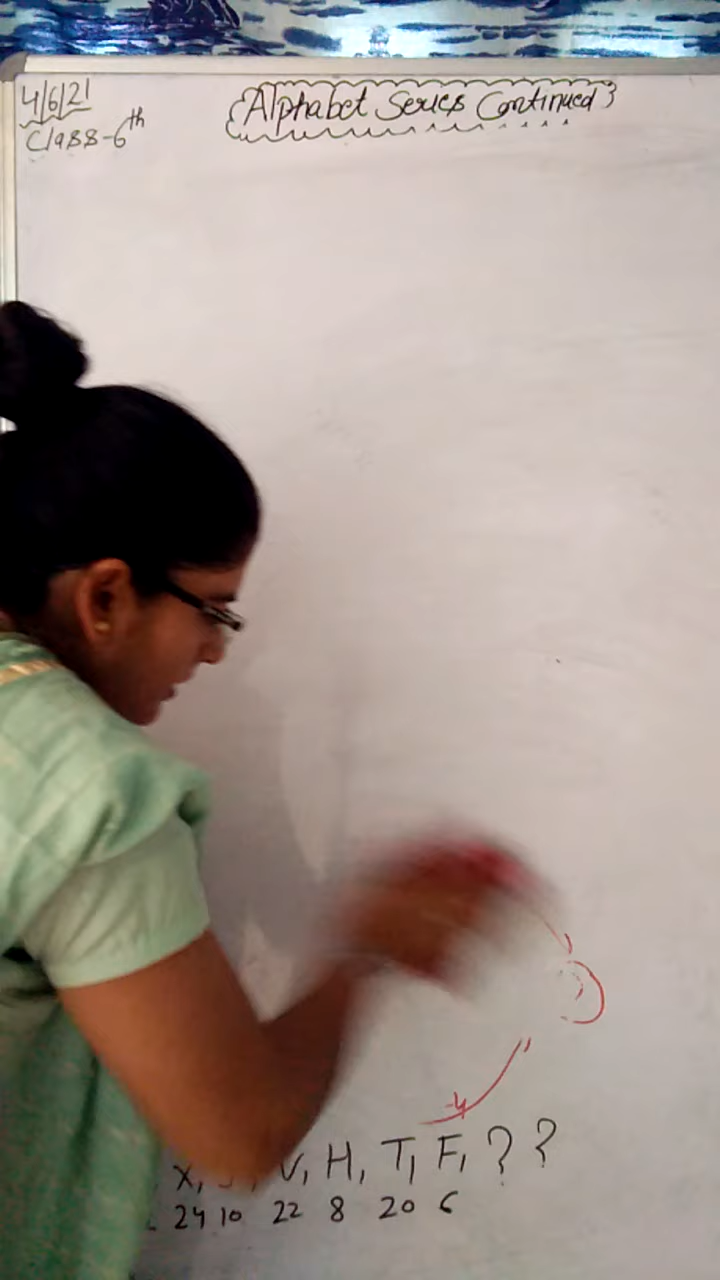 4/6/21
Class-6th
Alphabet Series Continued
-4
X, V, H, T, F, ? ?
24 10 22 8 20 6